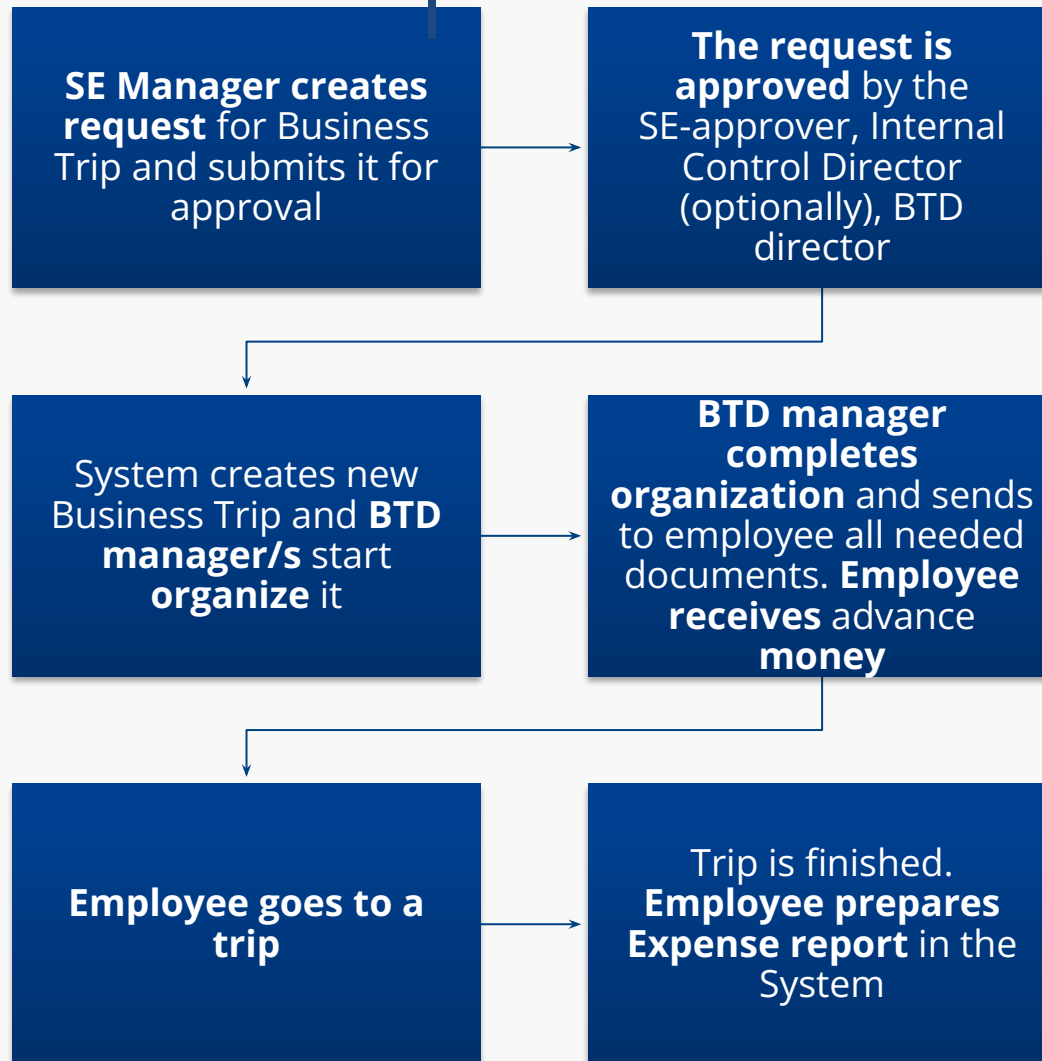 SE Manager creates
request for Business
Trip and submits it for
approval
The request is
approved by the
SE-approver, Internal
Control Director
(optionally), BTD
director
System creates new
Business Trip and BTD
manager/s start
organize it
BTD manager
completes
organization and sends
to employee all needed
documents. Employee
receives advance
money
Employee goes to a
trip
Trip is finished.
Employee prepares
Expense report in the
System